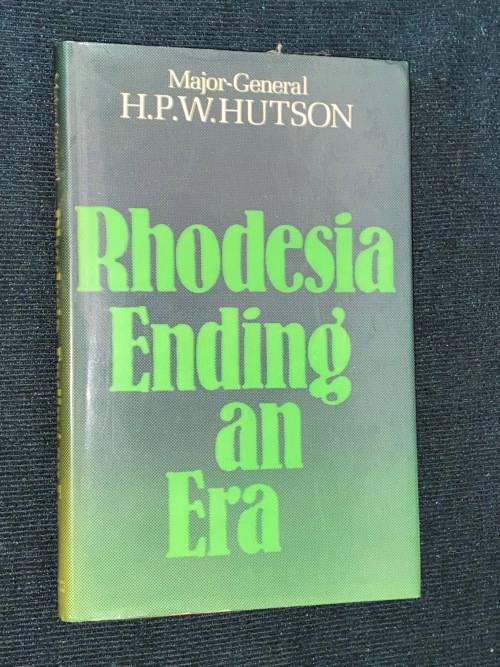 Major-General
H.P.W.HUTSON
Rhodesia
Ending
an
Era